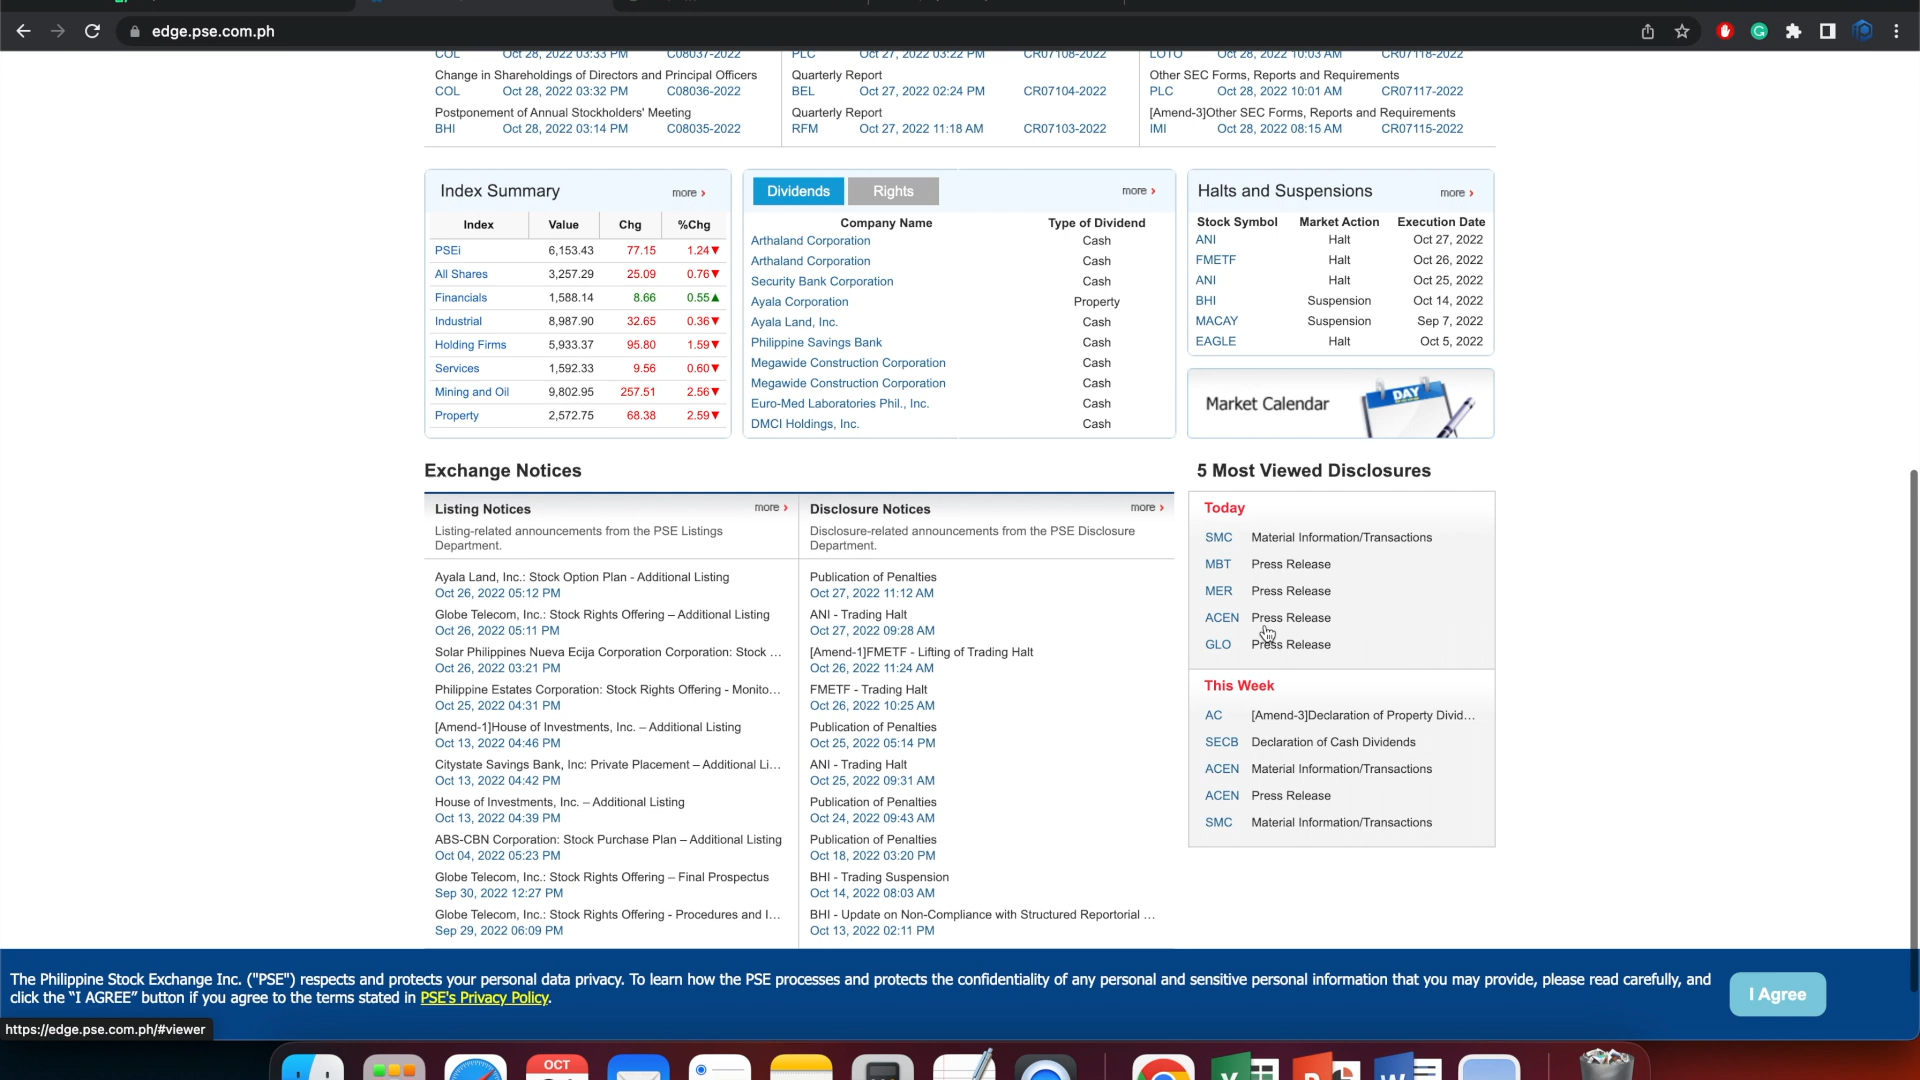 edge.pse.com.ph
COL Oct 28, 2022 03:33 PM C08037-2022
Change in Shareholdings of Directors and Principal Officers
COL Oct 28, 2022 03:32 PM C08036-2022
Postponement of Annual Stockholders' Meeting
BHI Oct 28, 2022 03:14 PM C08035-2022
PLC Oct 27, 2022 03:22 PM CR07108-2022
Quarterly Report
BEL Oct 27, 2022 02:24 PM CR07104-2022
Quarterly Report
RFM Oct 27, 2022 11:18 AM CR07103-2022
LOTO Oct 28, 2022 10:03 AM CR07118-2022
Other SEC Forms, Reports and Requirements
PLC Oct 28, 2022 10:01 AM CR07117-2022
[Amend-3]Other SEC Forms, Reports and Requirements
IMI Oct 28, 2022 08:15 AM CR07115-2022
Index Summary more ›
Index Value Chg %Chg
PSEi 6,153.43 77.15 1.24▼
All Shares 3,257.29 25.09 0.76▼
Financials 1,588.14 8.66 0.55▲
Industrial 8,987.90 32.65 0.36▼
Holding Firms 5,933.37 95.80 1.59▼
Services 1,592.33 9.56 0.60▼
Mining and Oil 9,802.95 257.51 2.56▼
Property 2,572.75 68.38 2.59▼
Dividends Rights more ›
Company Name Type of Dividend
Arthaland Corporation Cash
Arthaland Corporation Cash
Security Bank Corporation Cash
Ayala Corporation Property
Ayala Land, Inc. Cash
Philippine Savings Bank Cash
Megawide Construction Corporation Cash
Megawide Construction Corporation Cash
Euro-Med Laboratories Phil., Inc. Cash
DMCI Holdings, Inc. Cash
Halts and Suspensions more ›
Stock Symbol Market Action Execution Date
ANI Halt Oct 27, 2022
FMETF Halt Oct 26, 2022
ANI Halt Oct 25, 2022
BHI Suspension Oct 14, 2022
MACAY Suspension Sep 7, 2022
EAGLE Halt Oct 5, 2022
Market Calendar
DAY
Exchange Notices
Listing Notices more ›
Listing-related announcements from the PSE Listings
Department.
Ayala Land, Inc.: Stock Option Plan - Additional Listing
Oct 26, 2022 05:12 PM
Globe Telecom, Inc.: Stock Rights Offering – Additional Listing
Oct 26, 2022 05:11 PM
Solar Philippines Nueva Ecija Corporation Corporation: Stock ...
Oct 26, 2022 03:21 PM
Philippine Estates Corporation: Stock Rights Offering - Monito...
Oct 25, 2022 04:31 PM
[Amend-1]House of Investments, Inc. – Additional Listing
Oct 13, 2022 04:46 PM
Citystate Savings Bank, Inc: Private Placement – Additional Li...
Oct 13, 2022 04:42 PM
House of Investments, Inc. – Additional Listing
Oct 13, 2022 04:39 PM
ABS-CBN Corporation: Stock Purchase Plan – Additional Listing
Oct 04, 2022 05:23 PM
Globe Telecom, Inc.: Stock Rights Offering – Final Prospectus
Sep 30, 2022 12:27 PM
Globe Telecom, Inc.: Stock Rights Offering - Procedures and I...
Sep 29, 2022 06:09 PM
Disclosure Notices more ›
Disclosure-related announcements from the PSE Disclosure
Department.
Publication of Penalties
Oct 27, 2022 11:12 AM
ANI - Trading Halt
Oct 27, 2022 09:28 AM
[Amend-1]FMETF - Lifting of Trading Halt
Oct 26, 2022 11:24 AM
FMETF - Trading Halt
Oct 26, 2022 10:25 AM
Publication of Penalties
Oct 25, 2022 05:14 PM
ANI - Trading Halt
Oct 25, 2022 09:31 AM
Publication of Penalties
Oct 24, 2022 09:43 AM
Publication of Penalties
Oct 18, 2022 03:20 PM
BHI - Trading Suspension
Oct 14, 2022 08:03 AM
BHI - Update on Non-Compliance with Structured Reportorial ...
Oct 13, 2022 02:11 PM
5 Most Viewed Disclosures
Today
SMC Material Information/Transactions
MBT Press Release
MER Press Release
ACEN Press Release
GLO Press Release
This Week
AC [Amend-3]Declaration of Property Divid...
SECB Declaration of Cash Dividends
ACEN Material Information/Transactions
ACEN Press Release
SMC Material Information/Transactions
The Philippine Stock Exchange Inc. ("PSE") respects and protects your personal data privacy. To learn how the PSE processes and protects the confidentiality of any personal and sensitive personal information that you may provide, please read carefully, and
click the “I AGREE” button if you agree to the terms stated in PSE's Privacy Policy.
I Agree
https://edge.pse.com.ph/#viewer
OCT